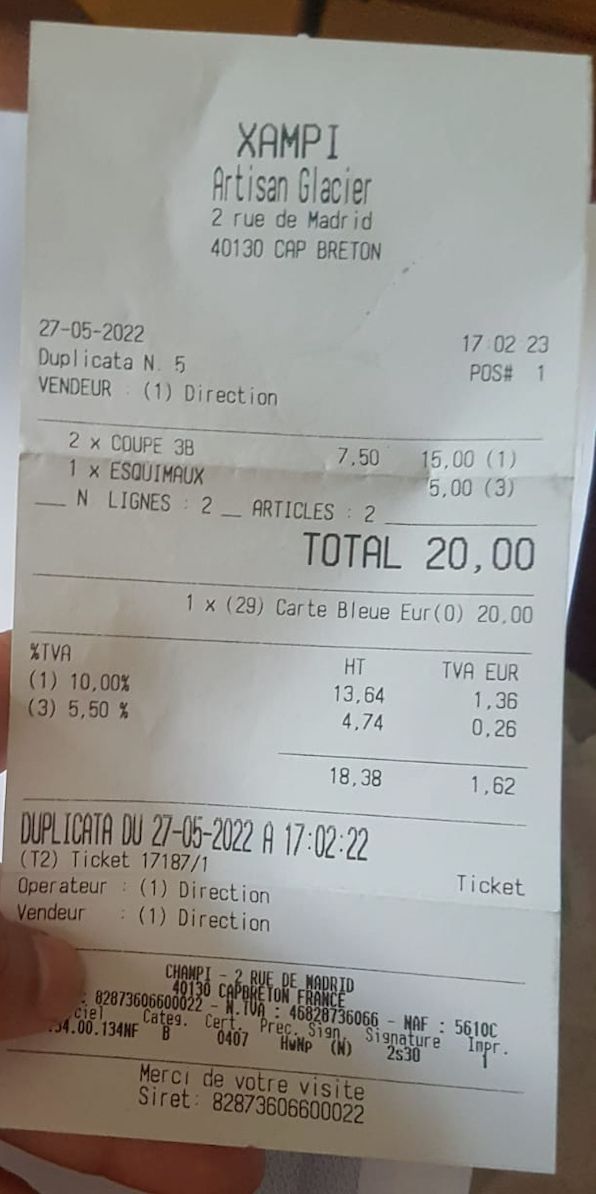 XAMPI
Artisan Glacier
2 rue de Madrid
40130 CAP BRETON
27-05-2022 17:02:23
Duplicata N. 5 POS# 1
VENDEUR : (1) Direction
2 x COUPE 3B 7,50 15,00 (1)
1 x ESQUIMAUX 5,00 (3)
___ N LIGNES : 2 __ ARTICLES : 2 ___
TOTAL 20,00
1 x (29) Carte Bleue Eur(0) 20,00
%TVA HT TVA EUR
(1) 10,00% 13,64 1,36
(3) 5,50 % 4,74 0,26
18,38 1,62
DUPLICATA DU 27-05-2022 A 17:02:22
(T2) Ticket 17187/1 Ticket
Operateur : (1) Direction
Vendeur : (1) Direction
CHAMPI - 2 RUE DE MADRID
40130 CAPBRETON FRANCE
: 82873606600022 - N.TVA : 46828736066 - NAF : 5610C
Categ. Cert. Prec. Sign. Signature Impr.
.00.134NF B 0407 HwNp (N) 2s30 1
Merci de votre visite
Siret: 82873606600022